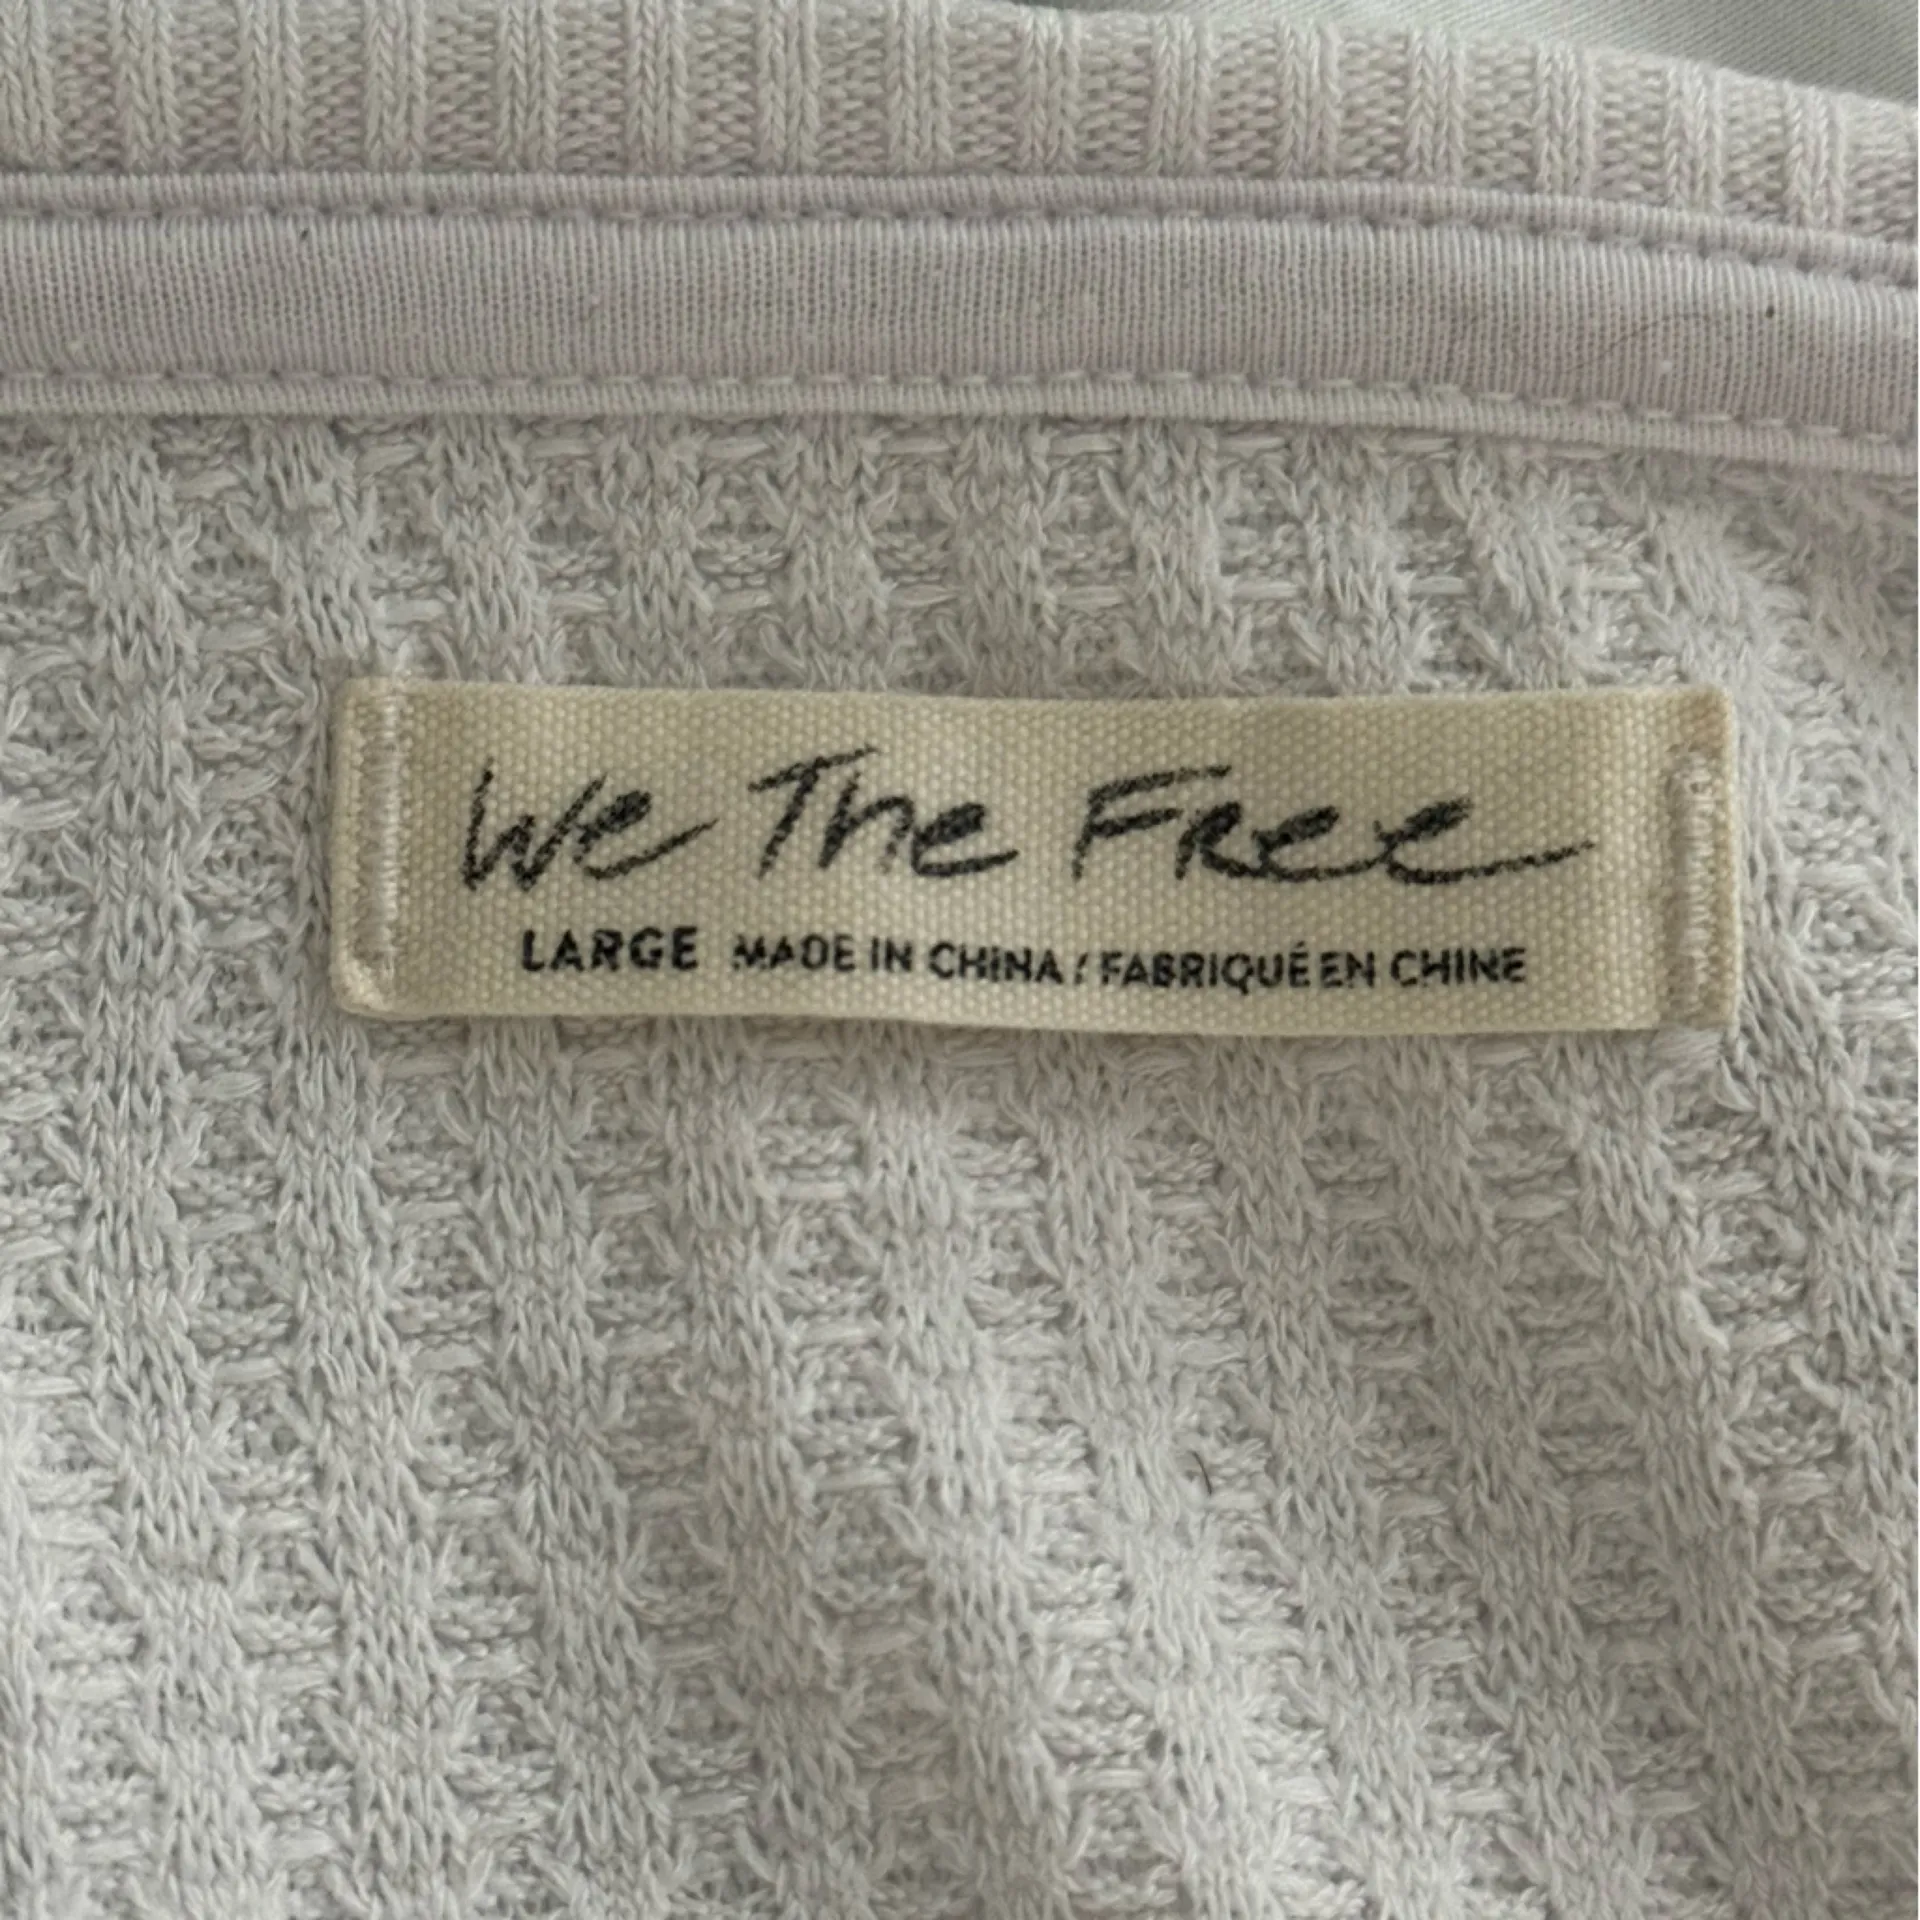 We The Free
LARGE MADE IN CHINA / FABRIQUÉ EN CHINE